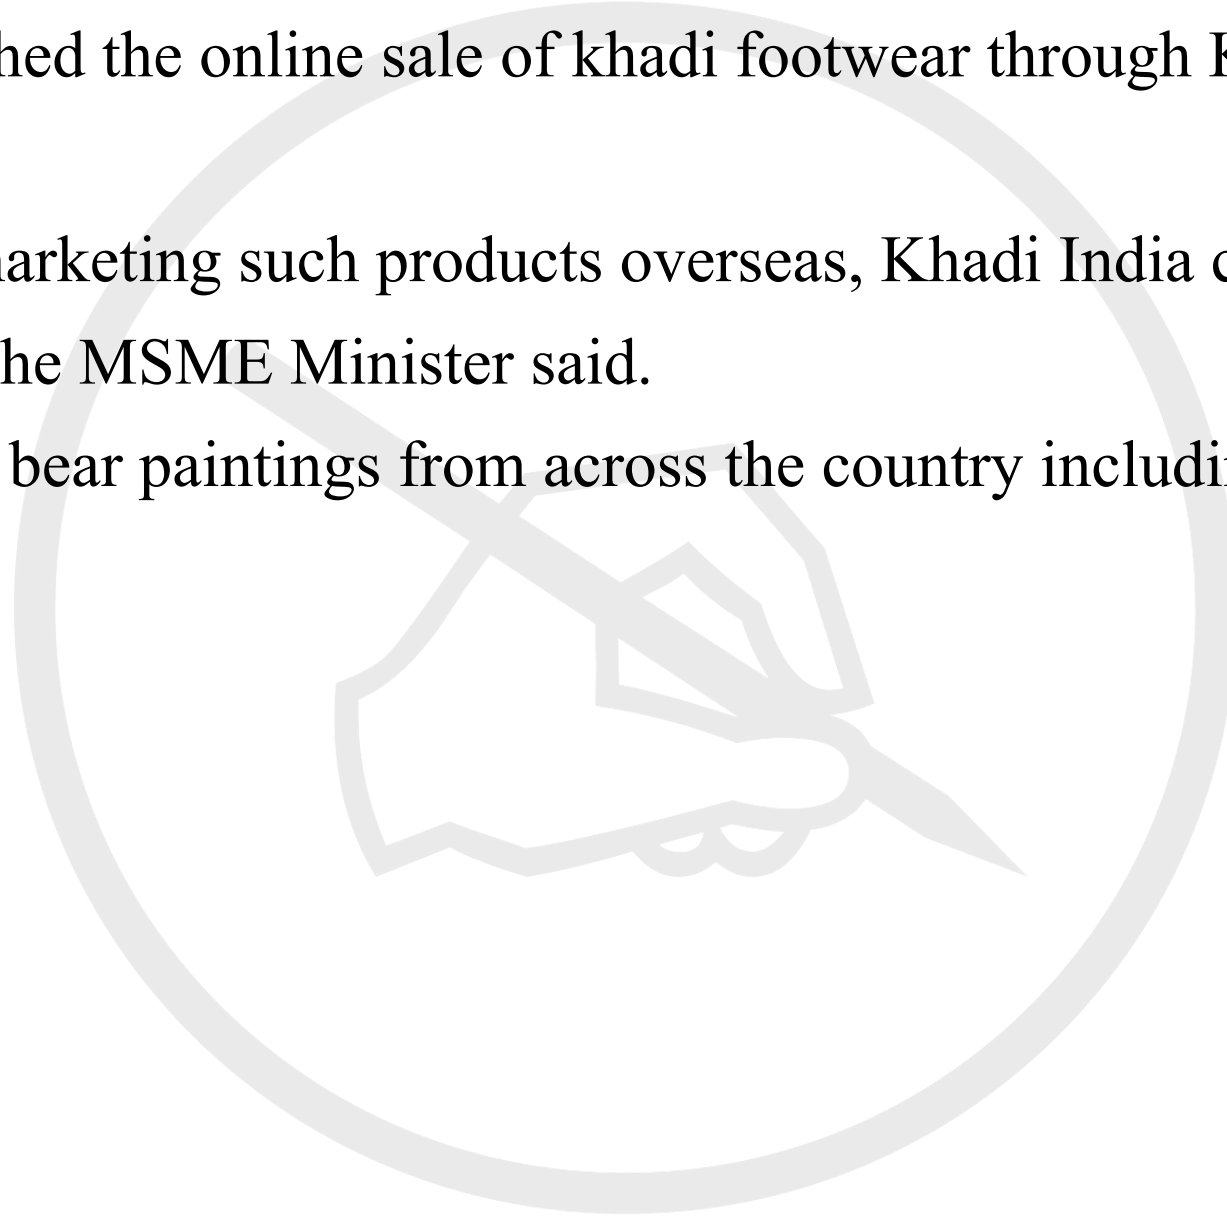 hed the online sale of khadi footwear through
arketing such products overseas, Khadi India
he MSME Minister said.
bear paintings from across the country